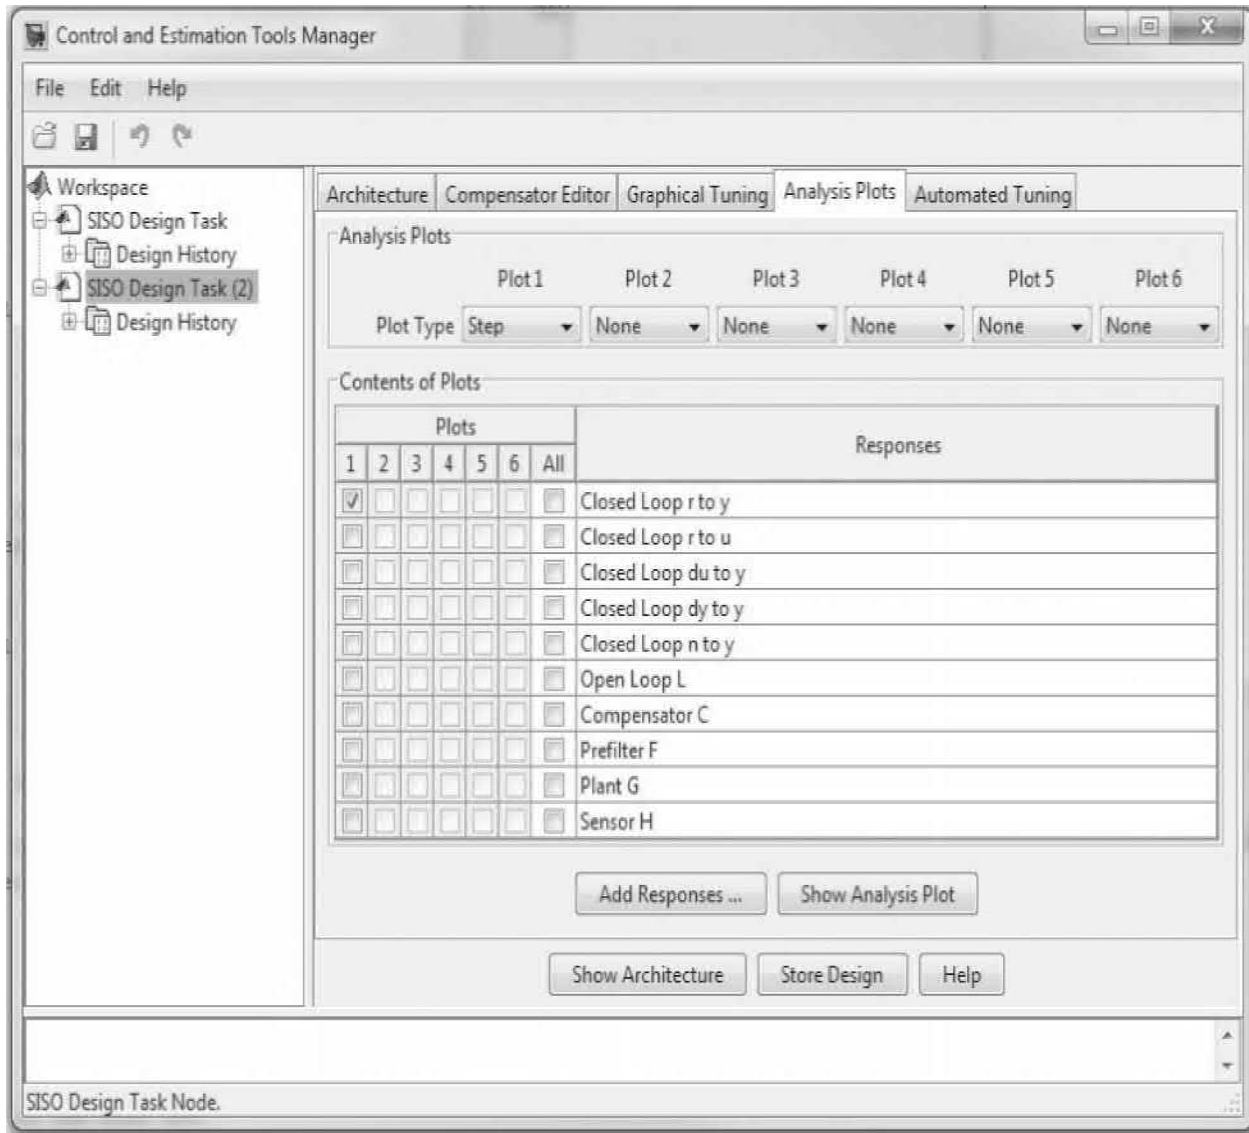 Control and Estimation Tools Manager
File Edit Help
Workspace
SISO Design Task
Design History
SISO Design Task (2)
Design History
Architecture Compensator Editor Graphical Tuning Analysis Plots Automated Tuning
Analysis Plots
Plot 1 Plot 2 Plot 3 Plot 4 Plot 5 Plot 6
Plot Type Step None None None None None
Contents of Plots
Plots Responses
1 2 3 4 5 6 All
Closed Loop r to y
Closed Loop r to u
Closed Loop du to y
Closed Loop dy to y
Closed Loop n to y
Open Loop L
Compensator C
Prefilter F
Plant G
Sensor H
Add Responses ... Show Analysis Plot
Show Architecture Store Design Help
SISO Design Task Node.